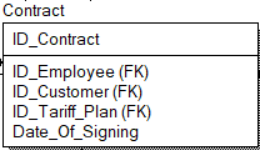 Contract
ID_Contract
ID_Employee (FK)
ID_Customer (FK)
ID_Tariff_Plan (FK)
Date_Of_Signing